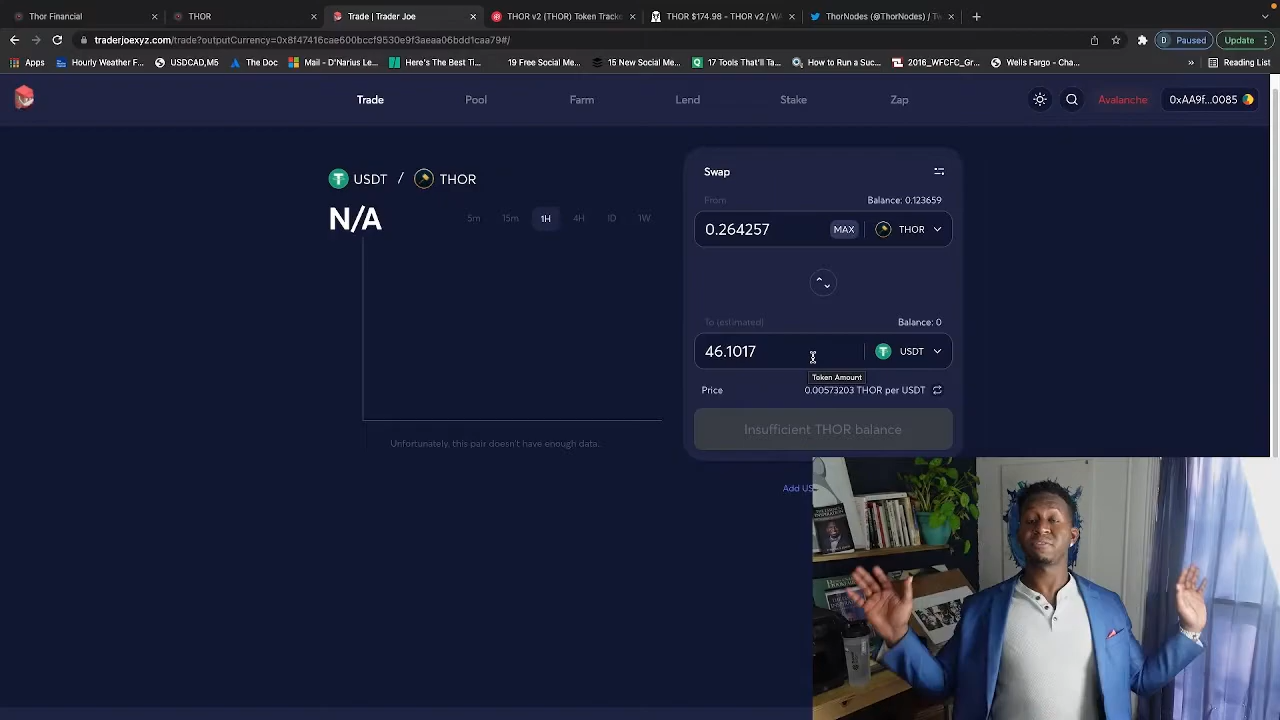 Thor Financial
THOR
Trade | Trader Joe
THOR v2 (THOR) Token Tracke
THOR $174.98 – THOR v2 / WA
ThorNodes (@ThorNodes) / Tw
traderjoexyz.com/trade?outputCurrency=0x8f47416cae600bccf9530e9f3aeaa06bdd1caa79#/
D Paused
Update
Apps
Hourly Weather F...
USDCAD,M5
The Doc
Mail - D'Narius Le...
Here's The Best Ti...
19 Free Social Me...
15 New Social Me...
17 Tools That'll Ta...
How to Run a Suc...
2016_WFCFG_Gr...
Wells Fargo - Cha...
»
Reading List
Trade
Pool
Farm
Lend
Stake
Zap
Avalanche
0xAA9f...0085
USDT / THOR
N/A
5m 15m 1H 4H 1D 1W
Unfortunately, this pair doesn't have enough data.
Swap
From
Balance: 0.123659
0.264257
MAX
THOR
To (estimated)
Balance: 0
46.1017
USDT
Token Amount
Price
0.00573203 THOR per USDT
Insufficient THOR balance
Add US